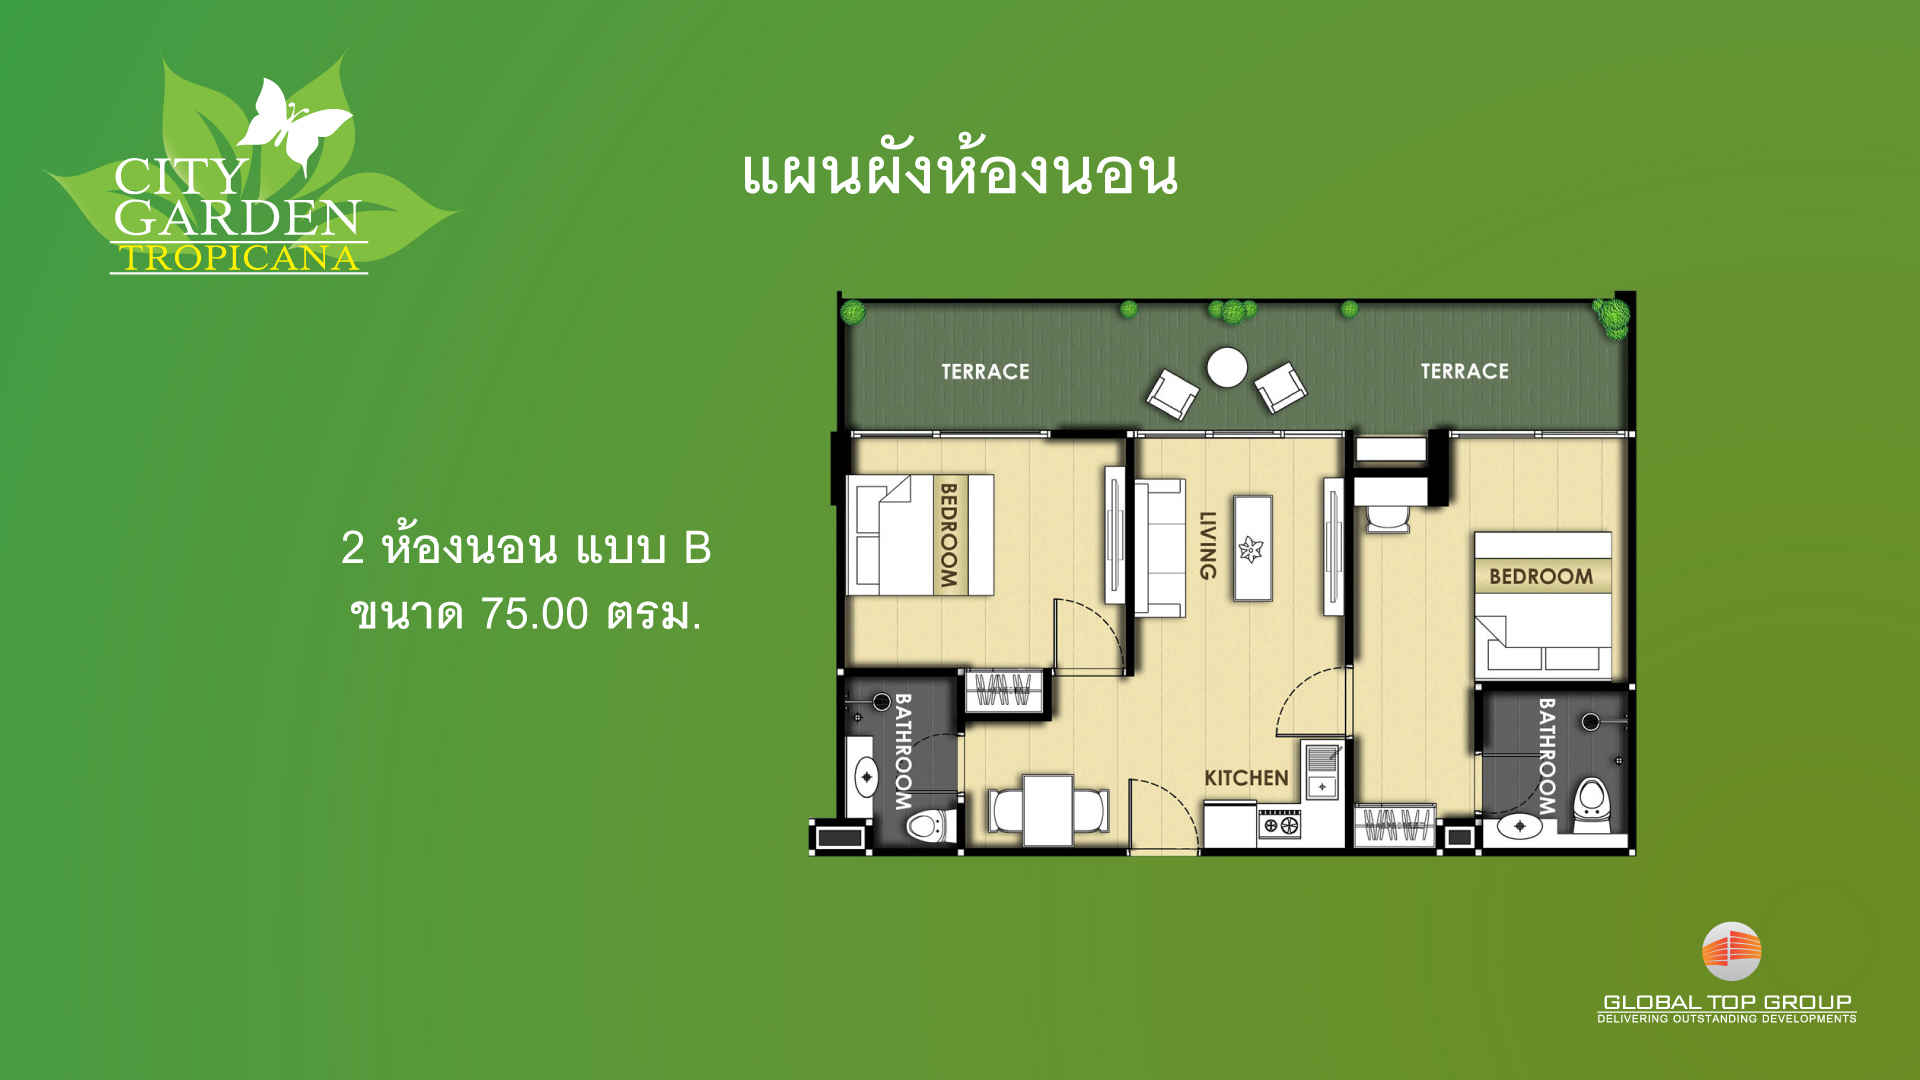 CITY
GARDEN
TROPICANA
แผนผังห้องนอน
2 ห้องนอน แบบ B
ขนาด 75.00 ตรม.
TERRACE
TERRACE
BEDROOM
LIVING
BEDROOM
BATHROOM
KITCHEN
BATHROOM
GLOBAL TOP GROUP
DELIVERING OUTSTANDING DEVELOPMENTS